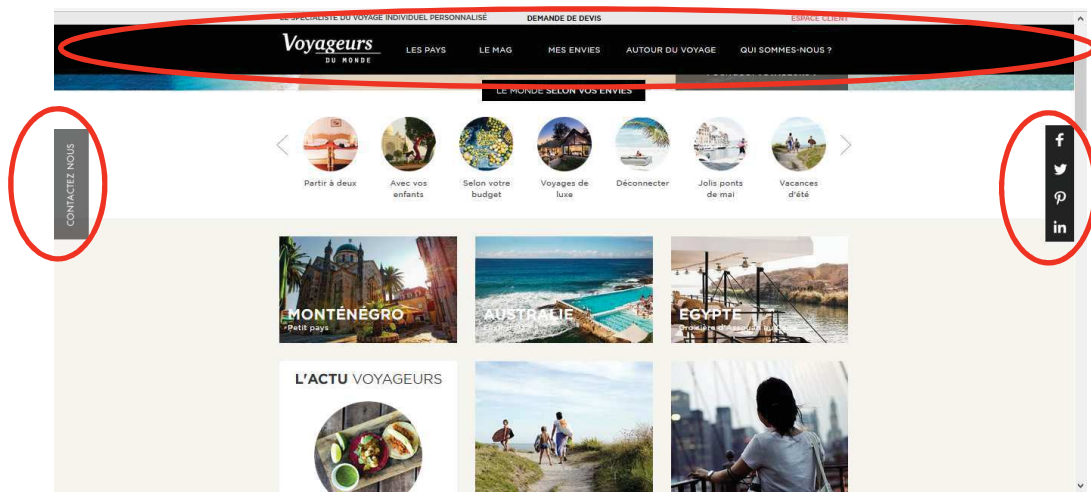 LE SPÉCIALISTE DU VOYAGE INDIVIDUEL PERSONNALISÉ DEMANDE DE DEVIS ESPACE CLIENT
Voyageurs
DU MONDE
LES PAYS LE MAG MES ENVIES AUTOUR DU VOYAGE QUI SOMMES-NOUS ?
LE MONDE SELON VOS ENVIES
CONTACTEZ NOUS
Partir à deux
Avec vos
enfants
Selon votre
budget
Voyages de
luxe
Déconnecter
Jolis ponts
de mai
Vacances
d'été
f
in
MONTÉNÉGRO
Petit pays
AUSTRALIE
EGYPTE
L'ACTU VOYAGEURS